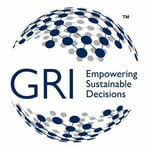 TM
GRI Empowering
Sustainable
Decisions